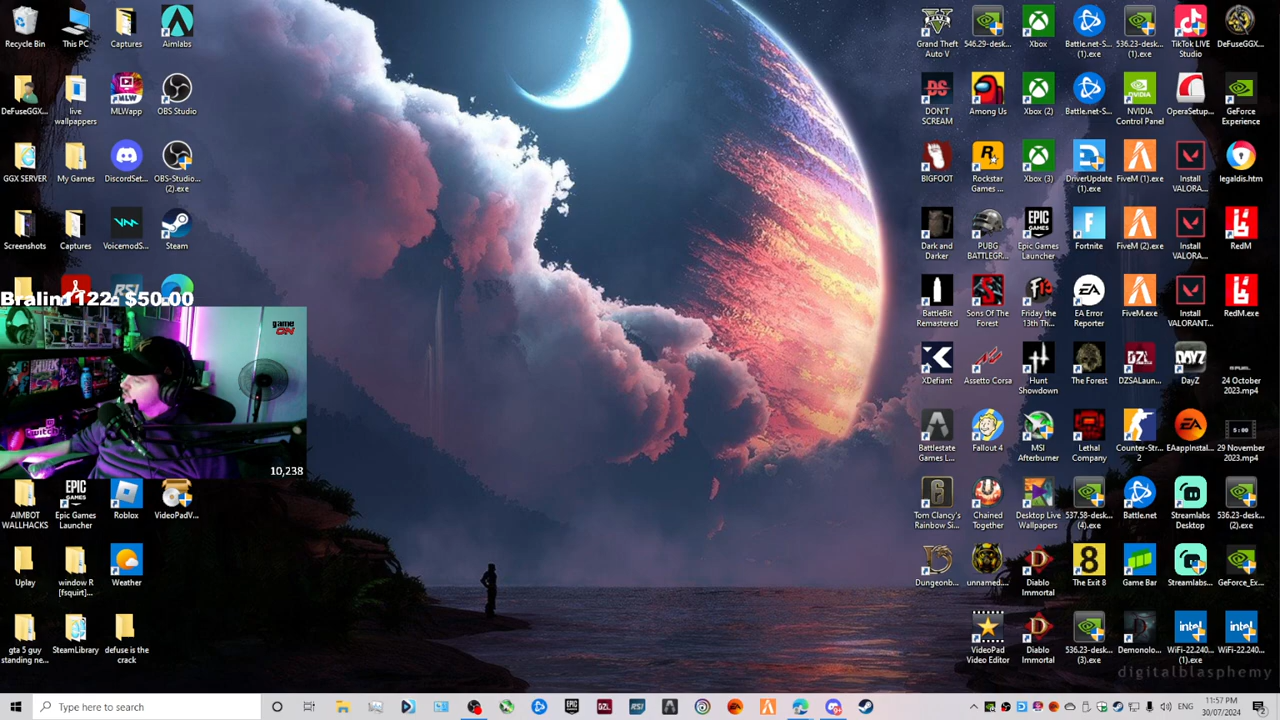 Recycle Bin
This PC
Captures
Aimlabs
DeFuseGGX...
live
wallpappers
MLWapp
OBS Studio
GGX SERVER
My Games
DiscordSet...
OBS-Studio...
(2).exe
Screenshots
Captures
VoicemodS...
Steam
Bralin1122: $50.00
game
ON
10,238
AIMBOT
WALLHACKS
Epic Games
Launcher
Roblox
VideoPadV...
Uplay
window R
[fsquirt]...
Weather
gta 5 guy
standing ne...
SteamLibrary
defuse is the
crack
Grand Theft
Auto V
546.29-desk...
Xbox
Battle.net-S...
(1).exe
536.23-desk...
(1).exe
TikTok LIVE
Studio
DeFuseGGX...
DON'T
SCREAM
Among Us
Xbox (2)
Battle.net-S...
NVIDIA
Control Panel
OperaSetup...
GeForce
Experience
BIGFOOT
Rockstar
Games ...
Xbox (3)
DriverUpdate
(1).exe
FiveM (1).exe
Install
VALORA...
legaldis.htm
Dark and
Darker
PUBG
BATTLEGR...
Epic Games
Launcher
Fortnite
FiveM (2).exe
Install
VALORA...
RedM
BattleBit
Remastered
Sons Of The
Forest
Friday the
13th Th...
EA Error
Reporter
FiveM.exe
Install
VALORANT...
RedM.exe
XDefiant
Assetto Corsa
Hunt
Showdown
The Forest
DZSALaun...
DayZ
24 October
2023.mp4
Battlestate
Games L...
Fallout 4
MSI
Afterburner
Lethal
Company
Counter-Str...
2
EAappInstal...
29 November
2023.mp4
Tom Clancy's
Rainbow Si...
Chained
Together
Desktop Live
Wallpapers
537.58-desk...
(4).exe
Battle.net
Streamlabs
Desktop
536.23-desk...
(2).exe
Dungeonb...
unnamed....
Diablo
Immortal
The Exit 8
Game Bar
Streamlabs...
GeForce_Ex...
VideoPad
Video Editor
Diablo
Immortal
536.23-desk...
(3).exe
Demonolo...
WiFi-22.240...
(1).exe
WiFi-22.240...
digitalblasphemy
Type here to search
ENG
11:57 PM
30/07/2024